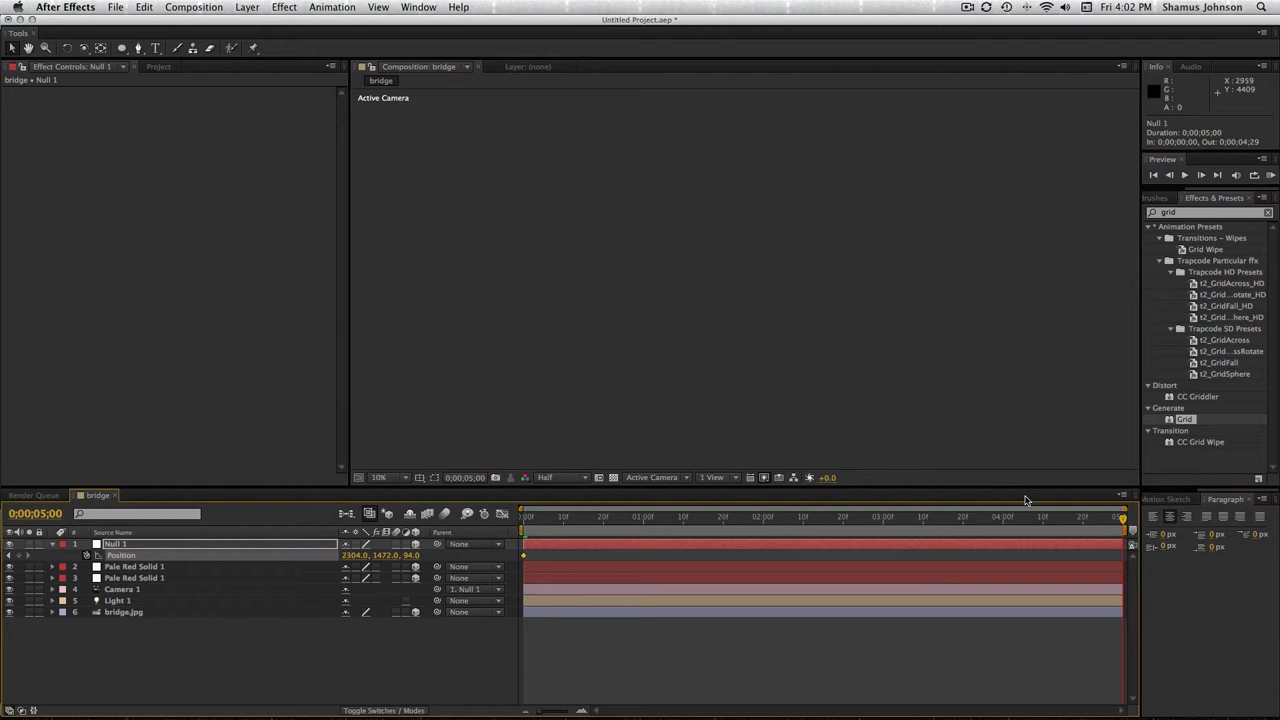 After Effects File Edit Composition Layer Effect Animation View Window Help Fri 4:02 PM Shamus Johnson
Untitled Project.aep *
Tools
Effect Controls: Null 1 Project Composition: bridge Layer: (none) Info Audio
bridge • Null 1 bridge
R: X: 2959
G: Y: 4409
B:
A: 0
Active Camera
Null 1
Duration: 0;00;05;00
In: 0;00;00;00, Out: 0;00;04;29
Preview
rushes Effects & Presets
grid
* Animation Presets
Transitions – Wipes
Grid Wipe
Trapcode Particular ffx
Trapcode HD Presets
t2_GridAcross_HD
t2_Grid...otate_HD
t2_GridFall_HD
t2_Grid...here_HD
Trapcode SD Presets
t2_GridAcross
t2_Grid...ssRotate
t2_GridFall
t2_GridSphere
Distort
CC Griddler
Generate
Grid
Transition
CC Grid Wipe
10% 0;00;05;00 Half Active Camera 1 View +0.0
Render Queue bridge Motion Sketch Paragraph
0;00;05;00
:00f 10f 20f 01:00f 10f 20f 02:00f 10f 20f 03:00f 10f 20f 04:00f 10f 20f 05
# Source Name Parent
1 Null 1 None
Position 2304.0, 1472.0, 94.0
2 Pale Red Solid 1 None
3 Pale Red Solid 1 None
4 Camera 1 1. Null 1
5 Light 1 None
6 bridge.jpg None
0 px 0 px 0 px
0 px 0 px
Toggle Switches / Modes